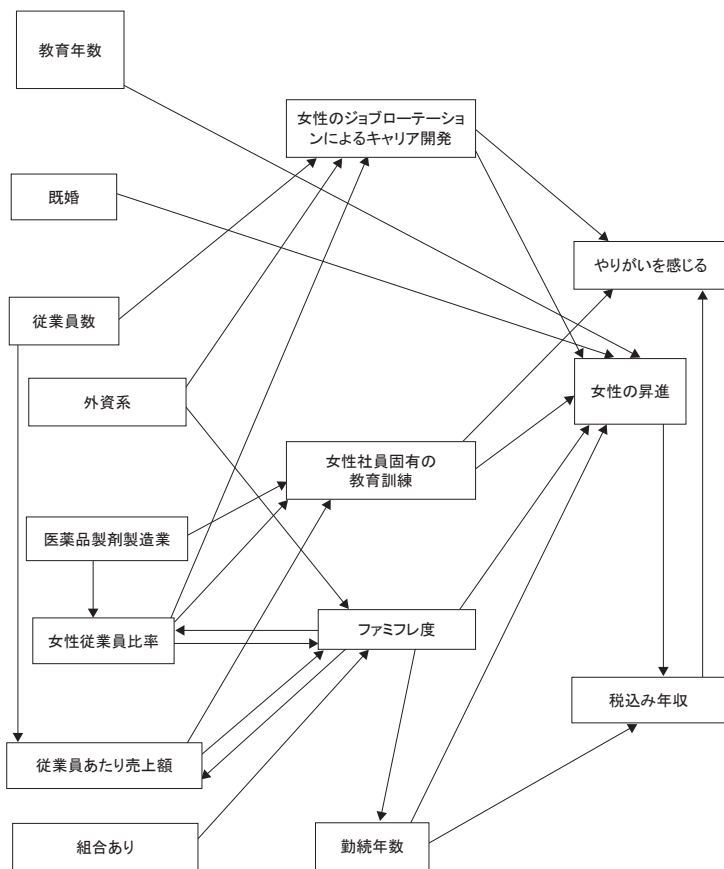 教育年数
女性のジョブローテーショ
ンによるキャリア開発
既婚
やりがいを感じる
従業員数
外資系
女性の昇進
女性社員固有の
教育訓練
医薬品製剤製造業
女性従業員比率
ファミフレ度
税込み年収
従業員あたり売上額
組合あり
勤続年数